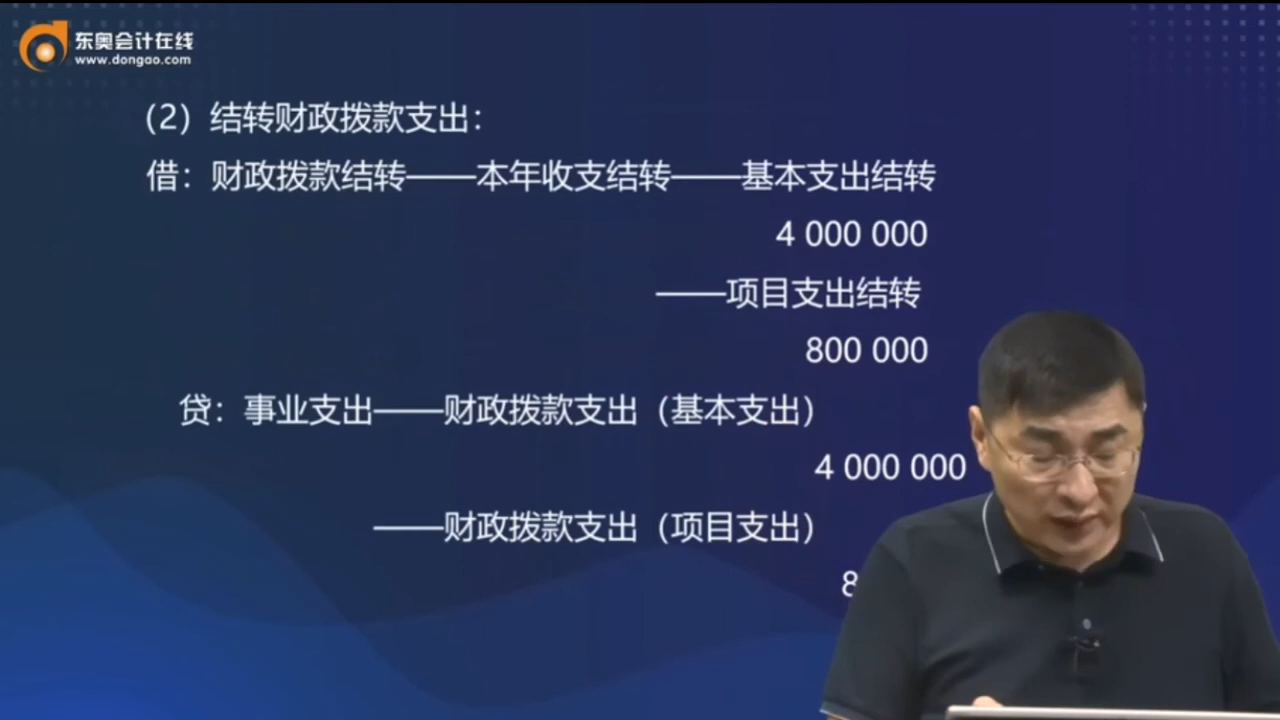 东奥会计在线
www.dongao.com
（2）结转财政拨款支出：
借：财政拨款结转——本年收支结转——基本支出结转
4 000 000
——项目支出结转
800 000
贷：事业支出——财政拨款支出（基本支出）
4 000 000
——财政拨款支出（项目支出）
8